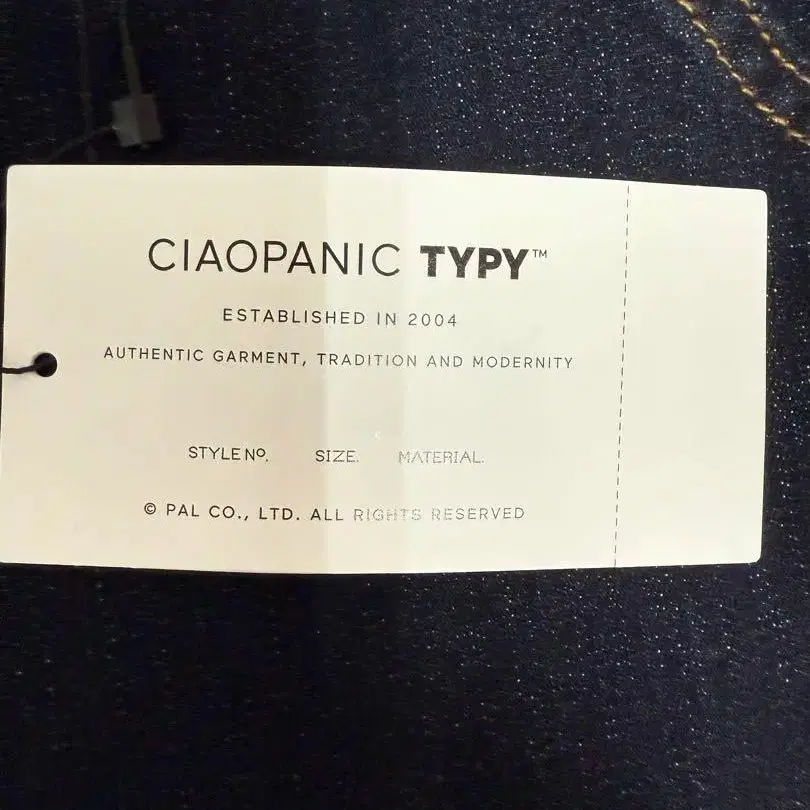 CIAOPANIC TYPY™
ESTABLISHED IN 2004
AUTHENTIC GARMENT, TRADITION AND MODERNITY
STYLE Nº. SIZE. MATERIAL.
© PAL CO., LTD. ALL RIGHTS RESERVED